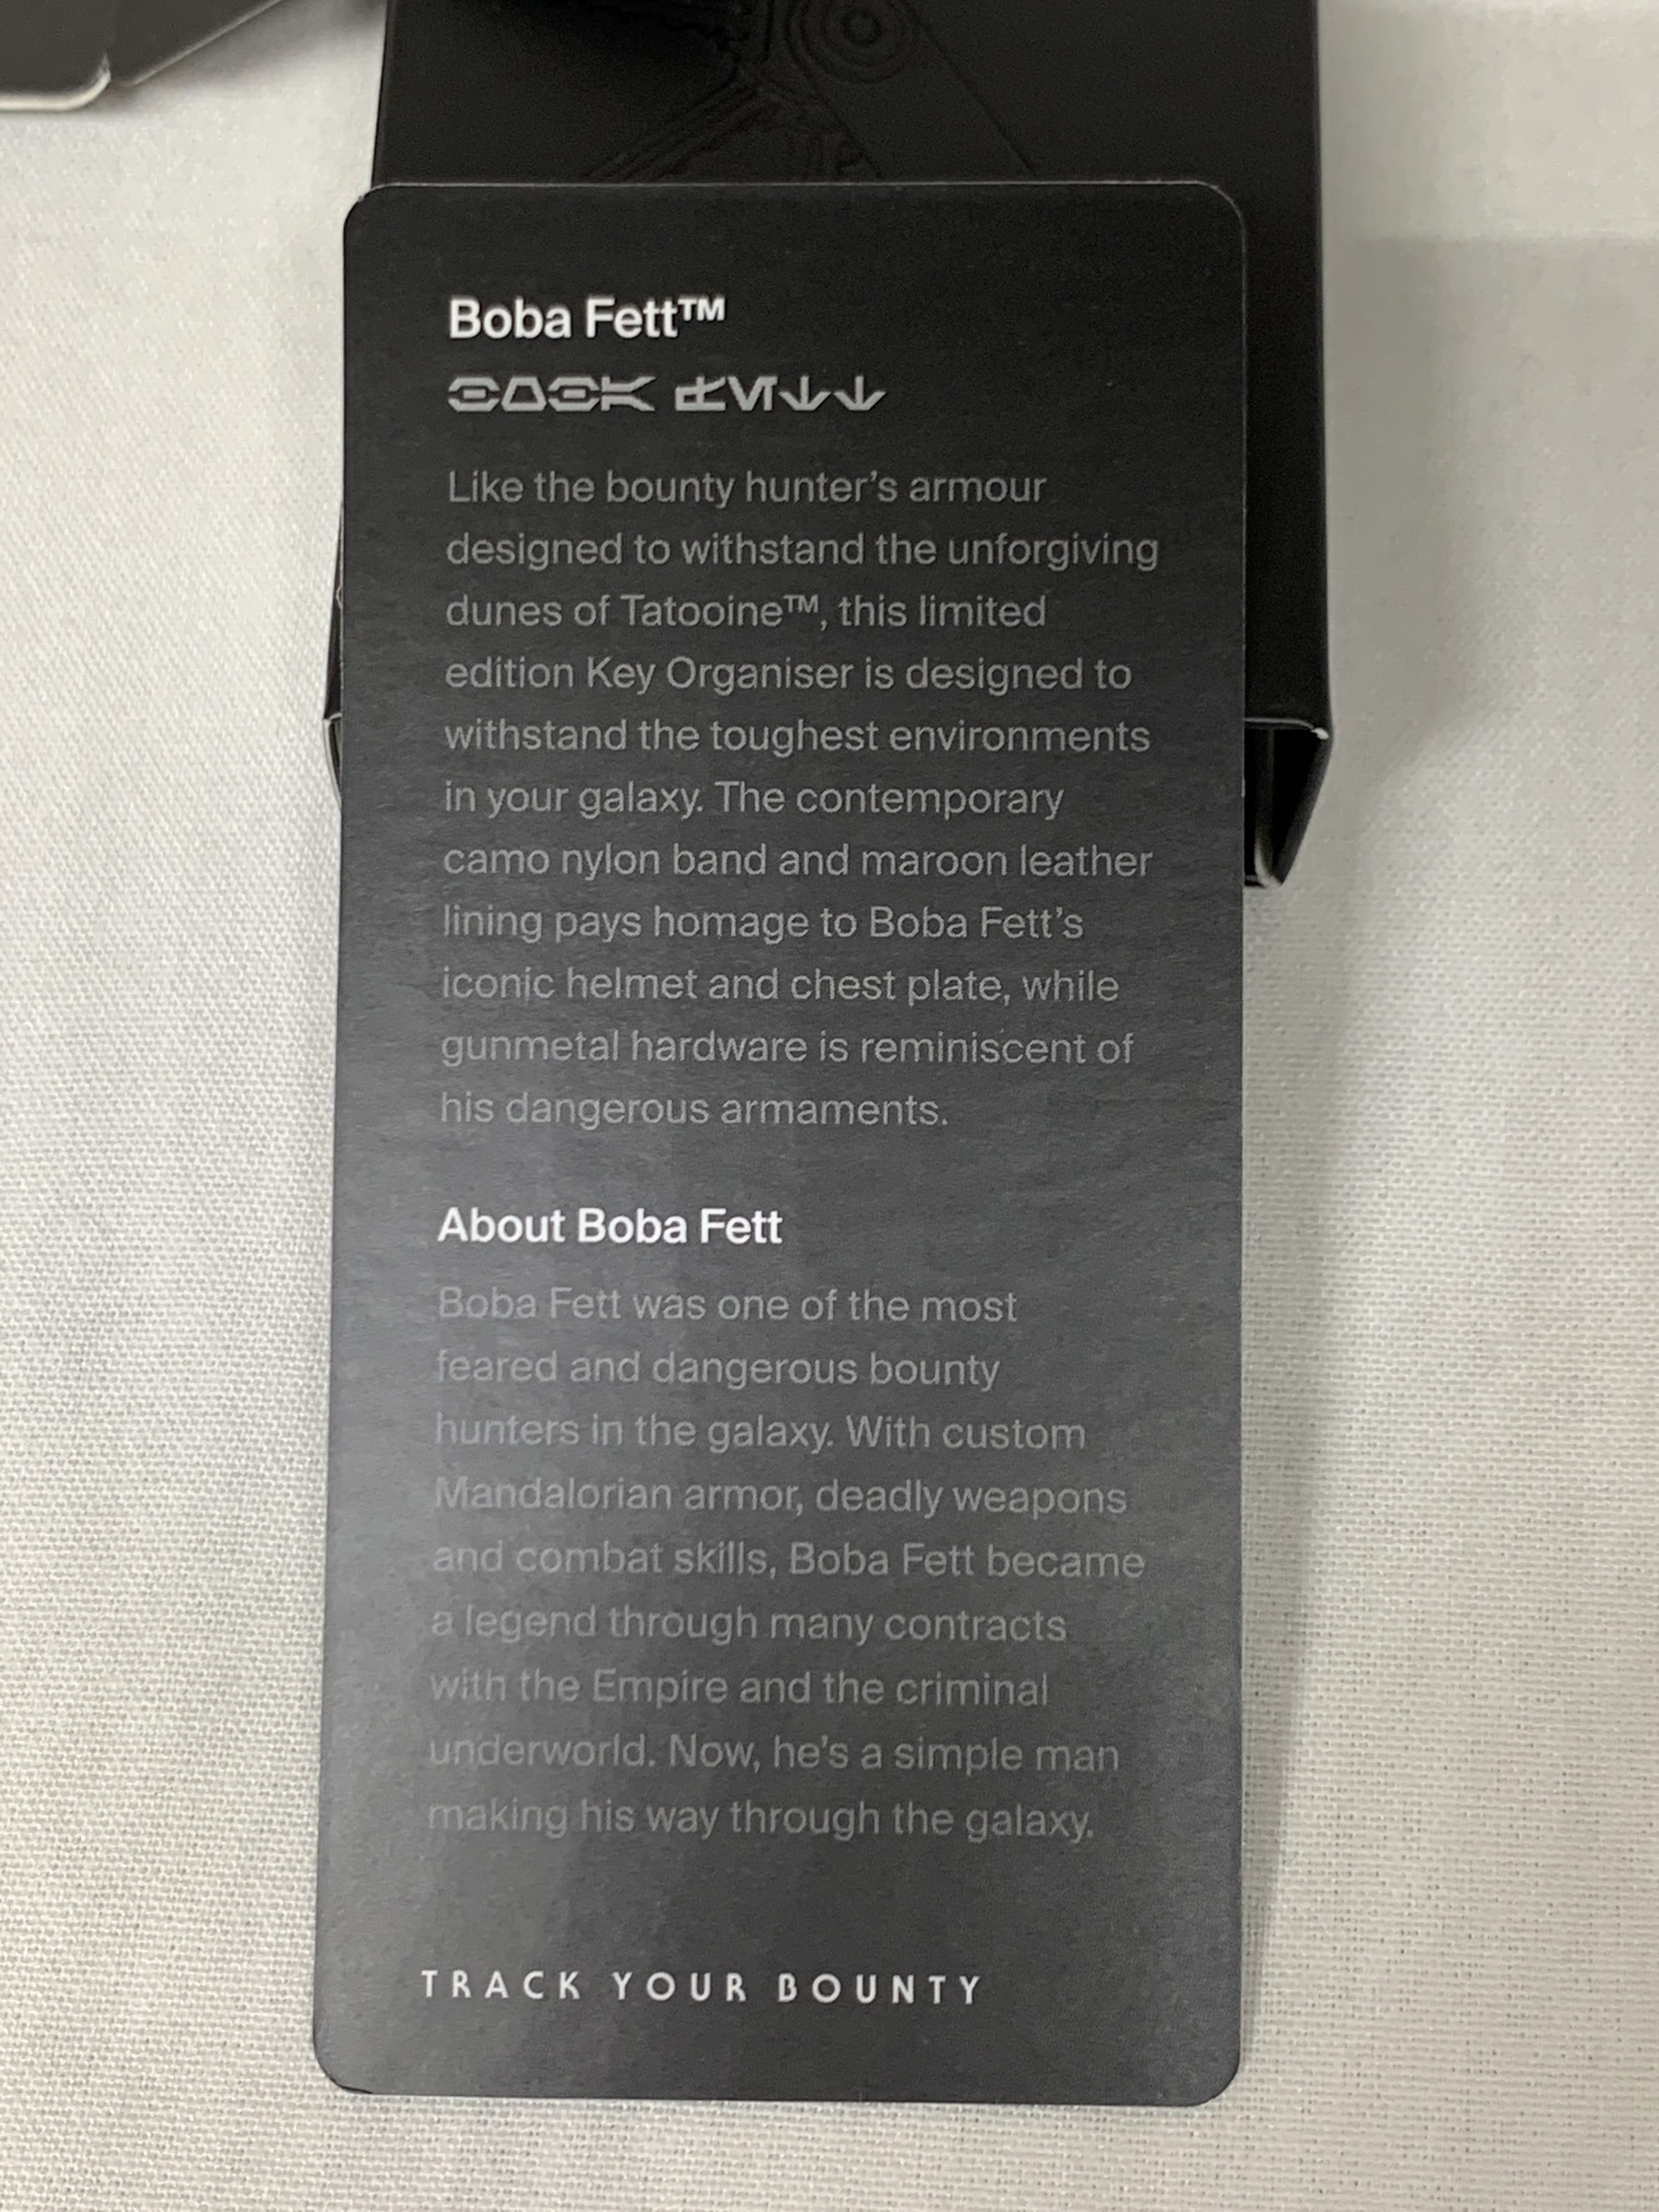 Boba Fett™
Like the bounty hunter's armour
designed to withstand the unforgiving
dunes of Tatooine™, this limited
edition Key Organiser is designed to
withstand the toughest environments
in your galaxy. The contemporary
camo nylon band and maroon leather
lining pays homage to Boba Fett's
iconic helmet and chest plate, while
gunmetal hardware is reminiscent of
his dangerous armaments.
About Boba Fett
Boba Fett was one of the most
feared and dangerous bounty
hunters in the galaxy. With custom
Mandalorian armor, deadly weapons
and combat skills, Boba Fett became
a legend through many contracts
with the Empire and the criminal
underworld. Now, he's a simple man
making his way through the galaxy.
TRACK YOUR BOUNTY